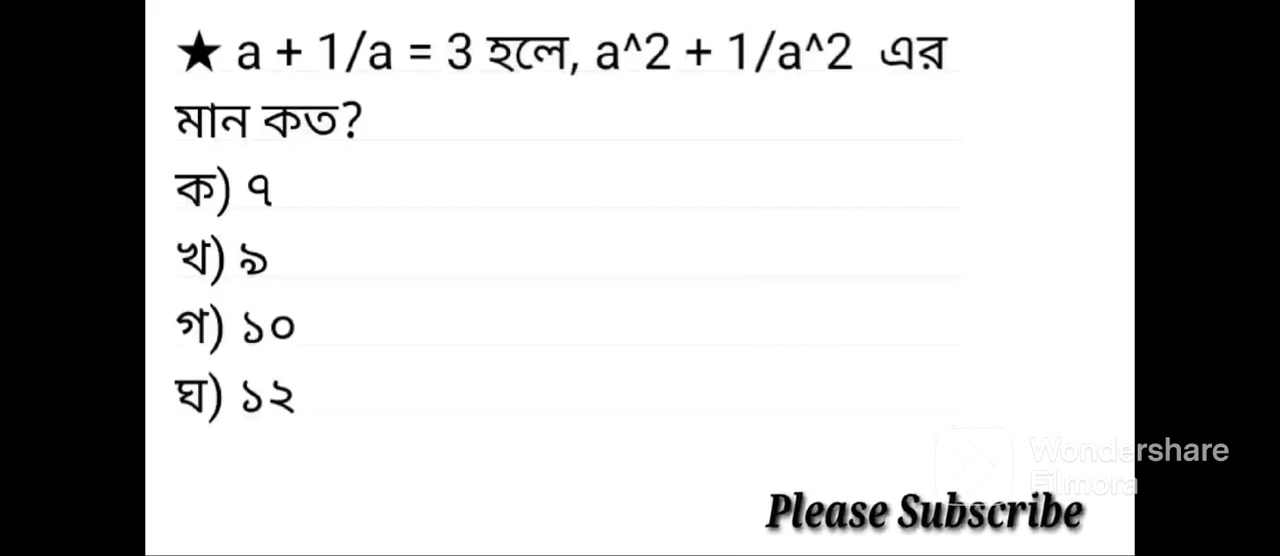 ★ a + 1/a = 3 হলে, a^2 + 1/a^2 এর
মান কত?
ক) ৭
খ) ৯
গ) ১০
ঘ) ১২
Wondershare
Filmora
Please Subscribe